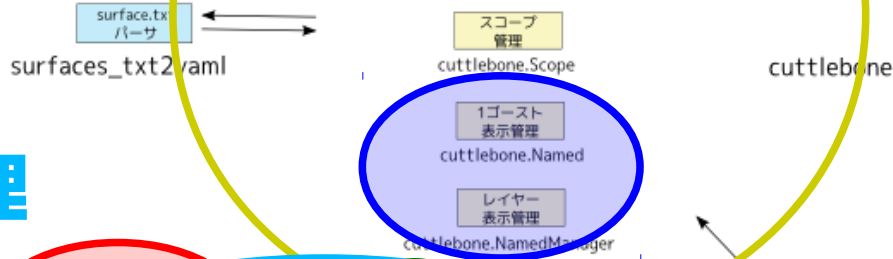 surface.txt
パーサ
surfaces_txt2yaml
スコープ
管理
cuttlebone.Scope
cuttlebone
1ゴースト
表示管理
cuttlebone.Named
レイヤー
表示管理
cuttlebone.NamedManager